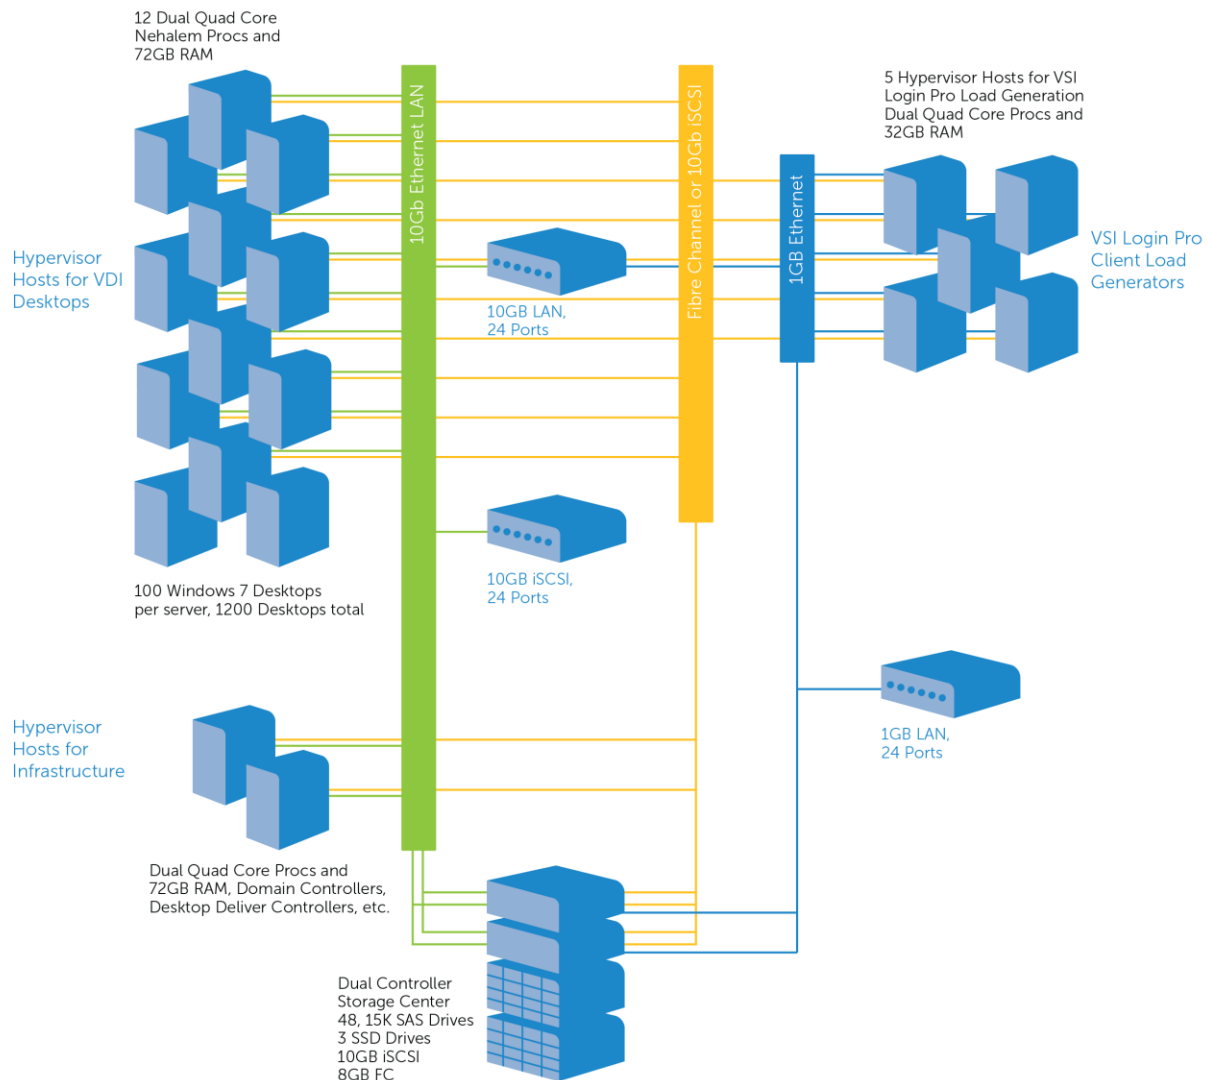 12 Dual Quad Core
Nehalem Procs and
72GB RAM
10Gb Ethernet LAN
Fibre Channel or 10Gb iSCSI
1GB Ethernet
5 Hypervisor Hosts for VSI
Login Pro Load Generation
Dual Quad Core Procs and
32GB RAM
Hypervisor
Hosts for VDI
Desktops
10GB LAN,
24 Ports
VSI Login Pro
Client Load
Generators
100 Windows 7 Desktops
per server, 1200 Desktops total
10GB iSCSI,
24 Ports
Hypervisor
Hosts for
Infrastructure
1GB LAN,
24 Ports
Dual Quad Core Procs and
72GB RAM, Domain Controllers,
Desktop Deliver Controllers, etc.
Dual Controller
Storage Center
48, 15K SAS Drives
3 SSD Drives
10GB iSCSI
8GB FC